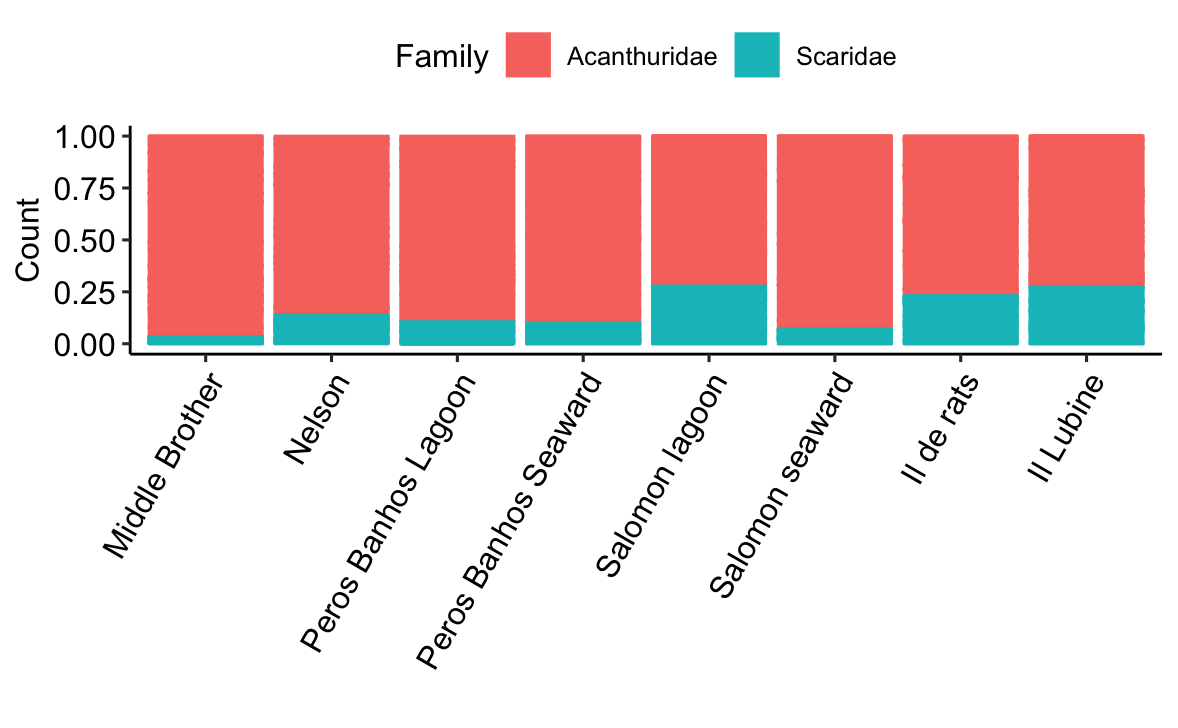 Family Acanthuridae Scaridae
1.00
0.75
0.50
0.25
0.00
Count
Middle Brother
Nelson
Peros Banhos Lagoon
Peros Banhos Seaward
Salomon lagoon
Salomon seaward
Il de rats
Il Lubine